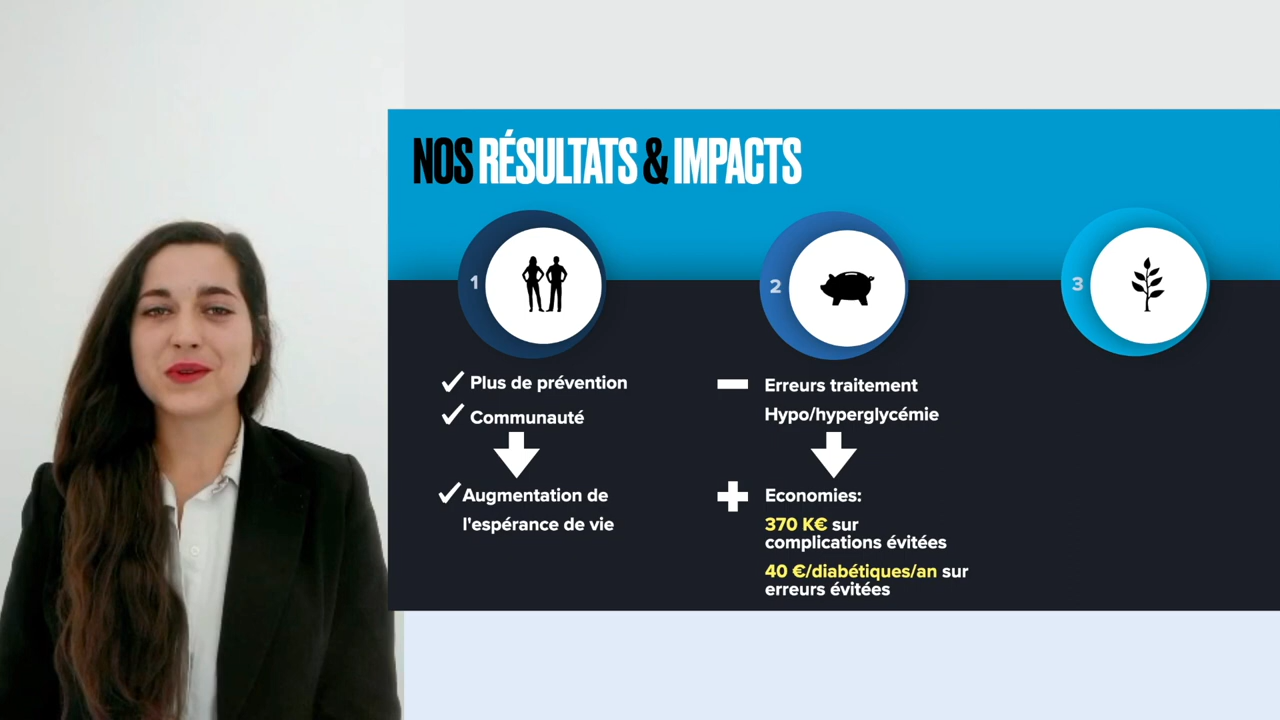 NOS RÉSULTATS & IMPACTS
1
Plus de prévention
Communauté
Augmentation de
l'espérance de vie
2
Erreurs traitement
Hypo/hyperglycémie
Economies:
370 K€ sur
complications évitées
40 €/diabétiques/an sur
erreurs évitées
3